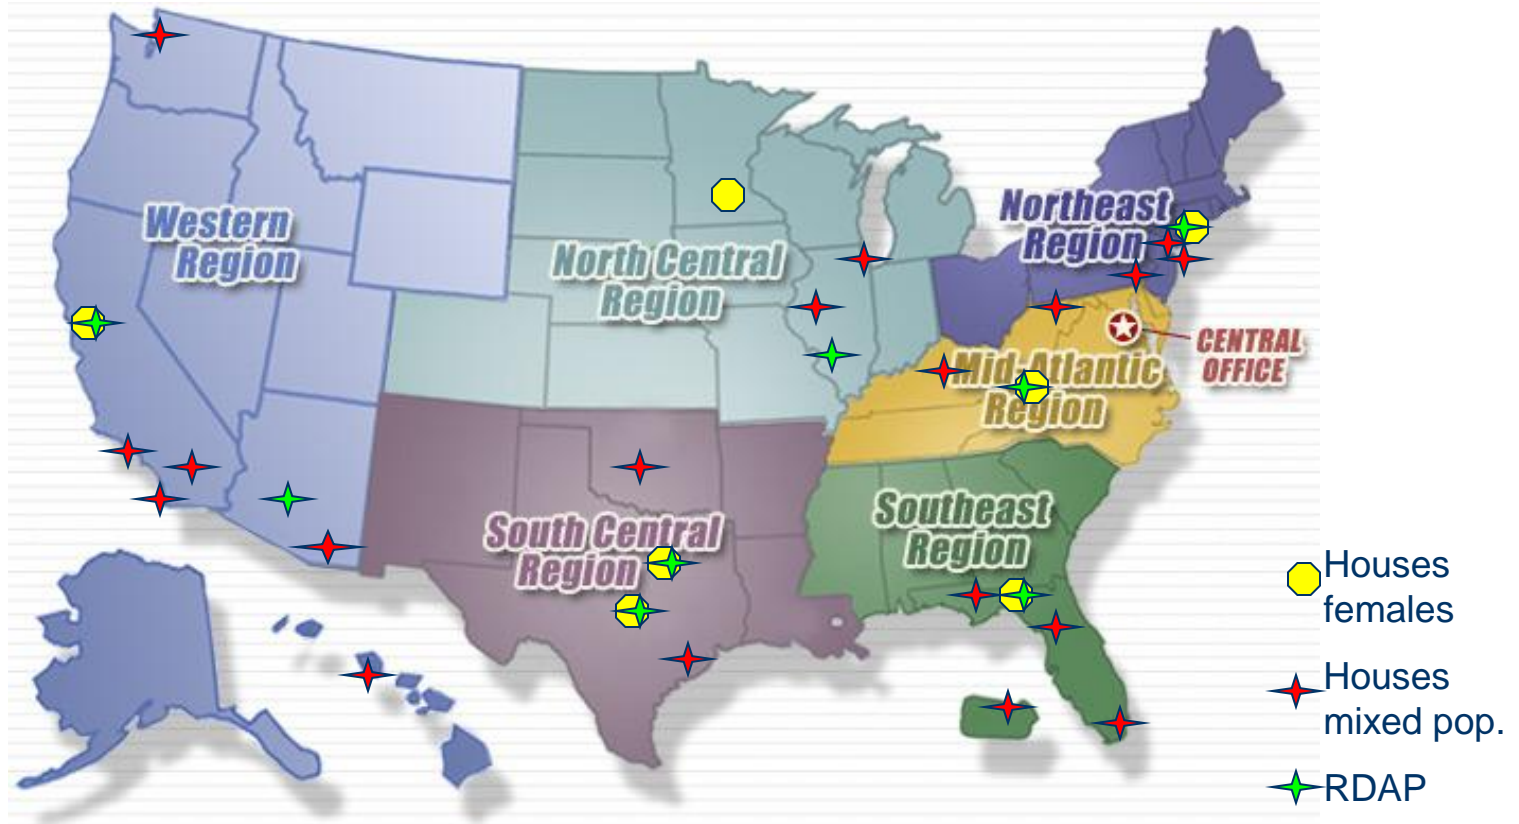 Western
Region
North Central
Region
Northeast
Region
CENTRAL
OFFICE
Mid-Atlantic
Region
South Central
Region
Southeast
Region
Houses
females
Houses
mixed pop.
RDAP